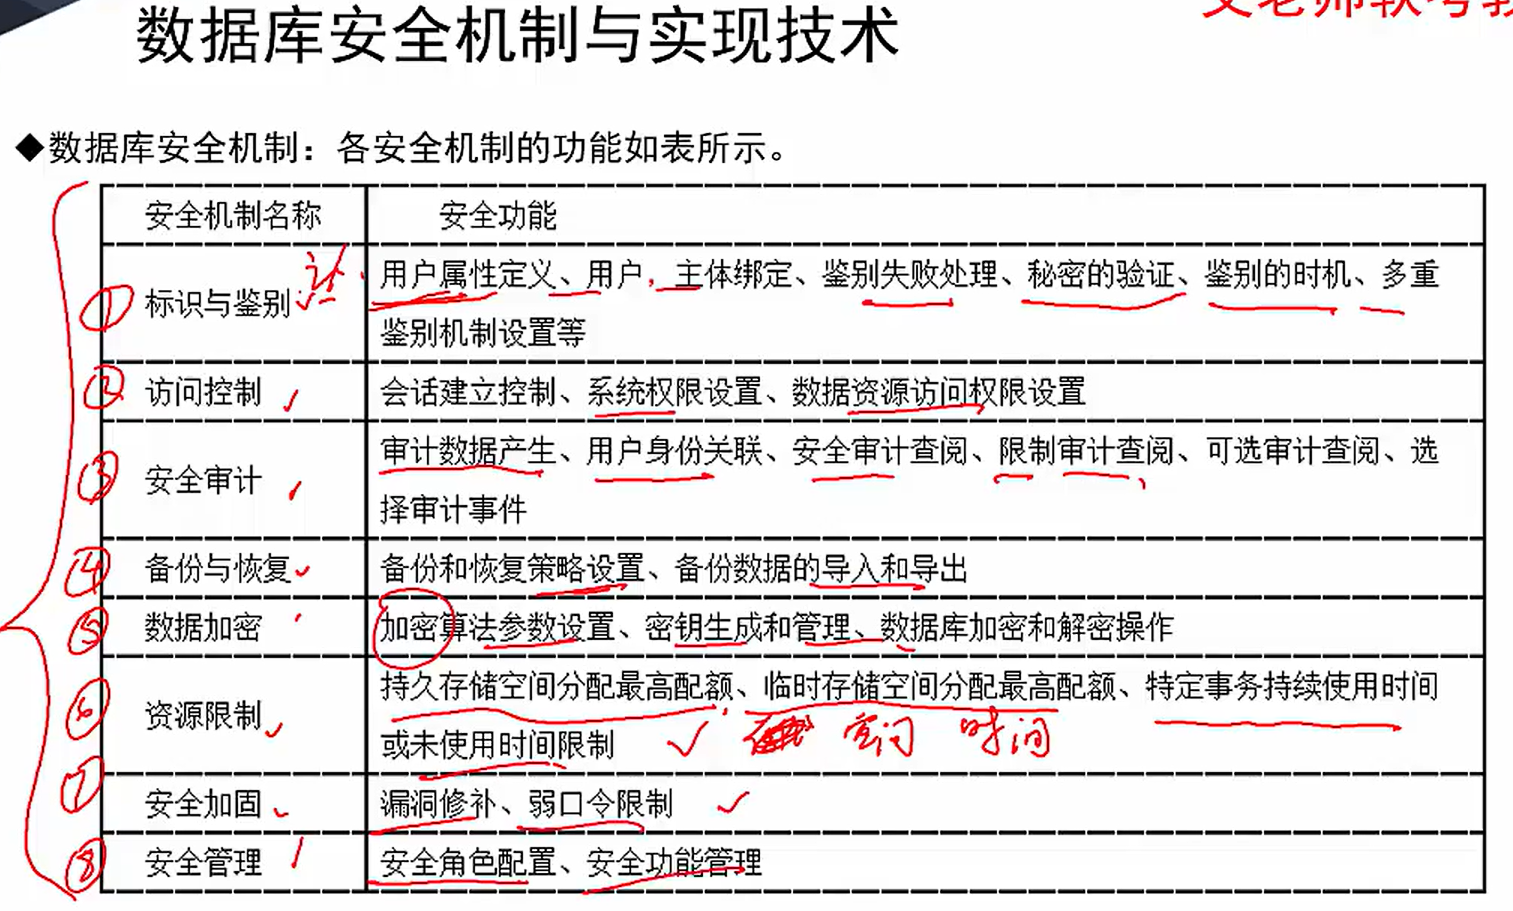 数据库安全机制与实现技术
◆数据库安全机制：各安全机制的功能如表所示。
安全机制名称 安全功能
① 标识与鉴别 用户属性定义、用户，主体绑定、鉴别失败处理、秘密的验证、鉴别的时机、多重
鉴别机制设置等
② 访问控制 会话建立控制、系统权限设置、数据资源访问权限设置
③ 安全审计 审计数据产生、用户身份关联、安全审计查阅、限制审计查阅、可选审计查阅、选
择审计事件
④ 备份与恢复 备份和恢复策略设置、备份数据的导入和导出
⑤ 数据加密 加密算法参数设置、密钥生成和管理、数据库加密和解密操作
⑥ 资源限制 持久存储空间分配最高配额、临时存储空间分配最高配额、特定事务持续使用时间
或未使用时间限制 空间 时间
⑦ 安全加固 漏洞修补、弱口令限制
⑧ 安全管理 安全角色配置、安全功能管理